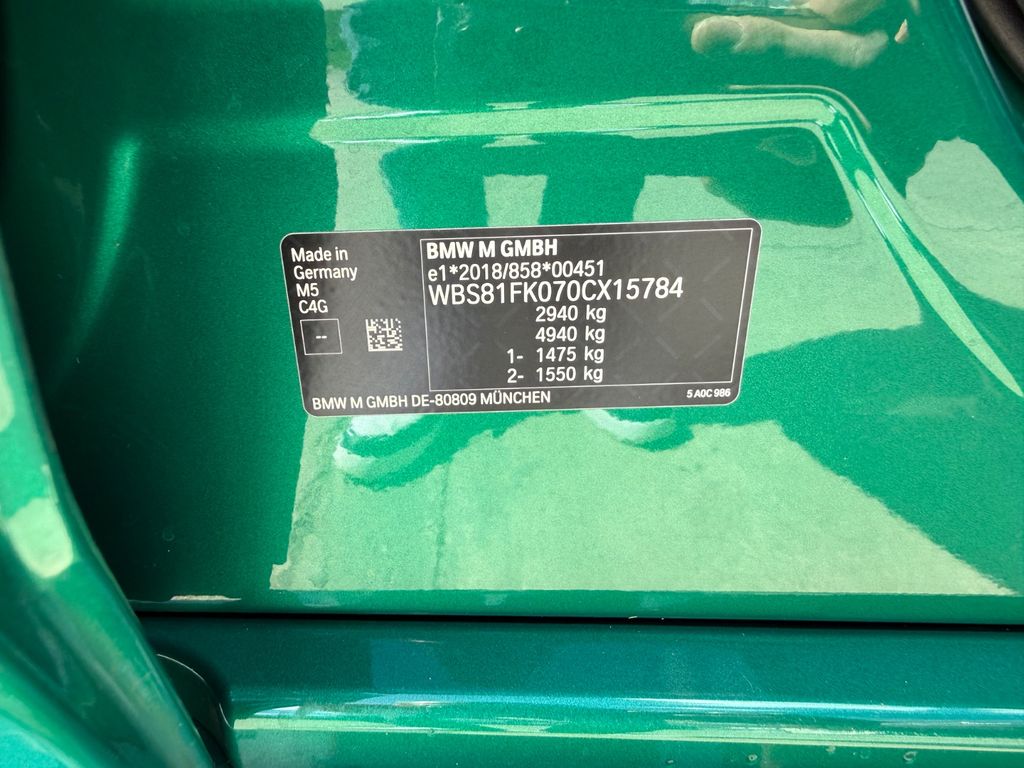 Made in
Germany
M5
C4G
--
BMW M GMBH
e1*2018/858*00451
WBS81FK070CX15784
2940 kg
4940 kg
1- 1475 kg
2- 1550 kg
BMW M GMBH DE-80809 MÜNCHEN
5 A0C 986